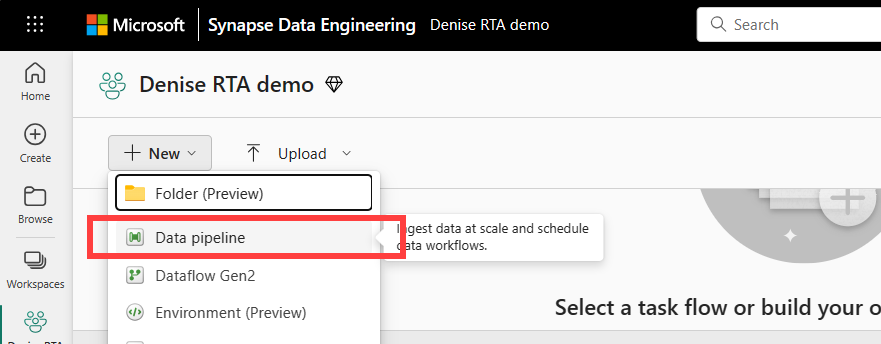 Microsoft Synapse Data Engineering Denise RTA demo Search
Home
Create
Browse
Workspaces
Denise RTA
Denise RTA demo
New Upload
Folder (Preview)
Data pipeline
Dataflow Gen2
Environment (Preview)
Ingest data at scale and schedule
data workflows.
Select a task flow or build your o